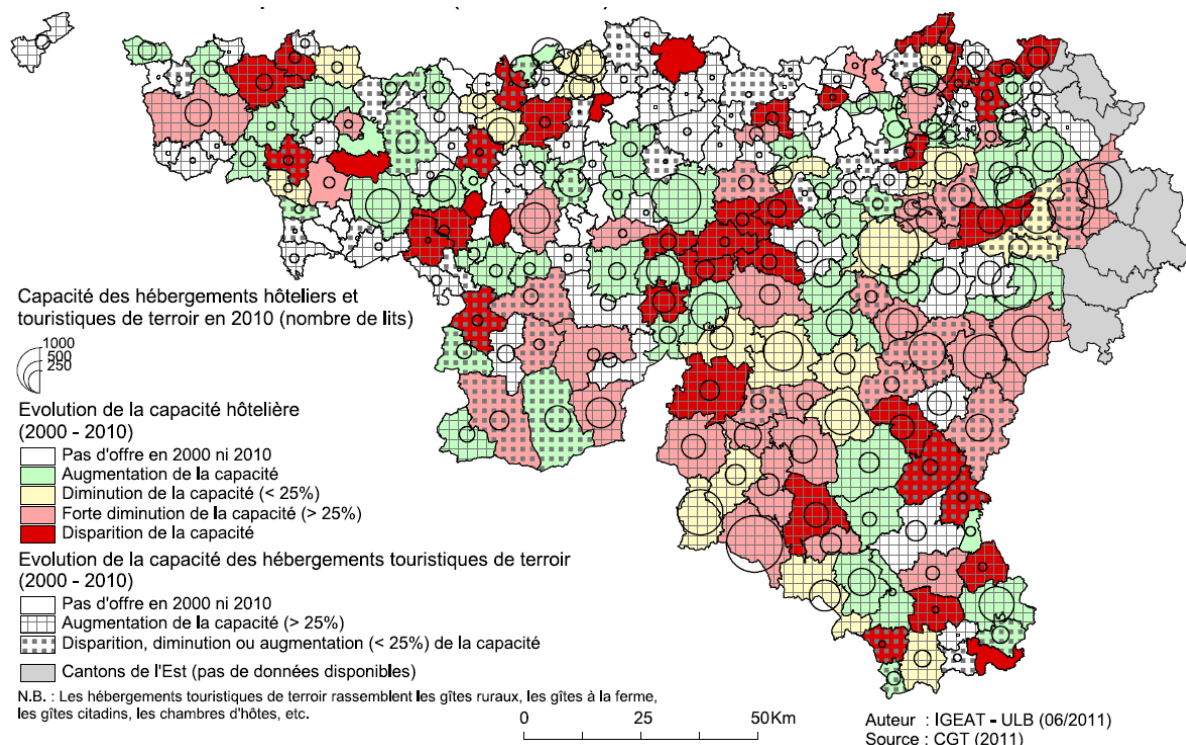 Capacité des hébergements hôteliers et
touristiques de terroir en 2010 (nombre de lits)
1000
500
250
Evolution de la capacité hôtelière
(2000 - 2010)
Pas d'offre en 2000 ni 2010
Augmentation de la capacité
Diminution de la capacité (< 25%)
Forte diminution de la capacité (> 25%)
Disparition de la capacité
Evolution de la capacité des hébergements touristiques de terroir
(2000 - 2010)
Pas d'offre en 2000 ni 2010
Augmentation de la capacité (> 25%)
Disparition, diminution ou augmentation (< 25%) de la capacité
Cantons de l'Est (pas de données disponibles)
N.B. : Les hébergements touristiques de terroir rassemblent les gîtes ruraux, les gîtes à la ferme,
les gîtes citadins, les chambres d'hôtes, etc.
0 25 50 Km
Auteur : IGEAT - ULB (06/2011)
Source : CGT (2011)